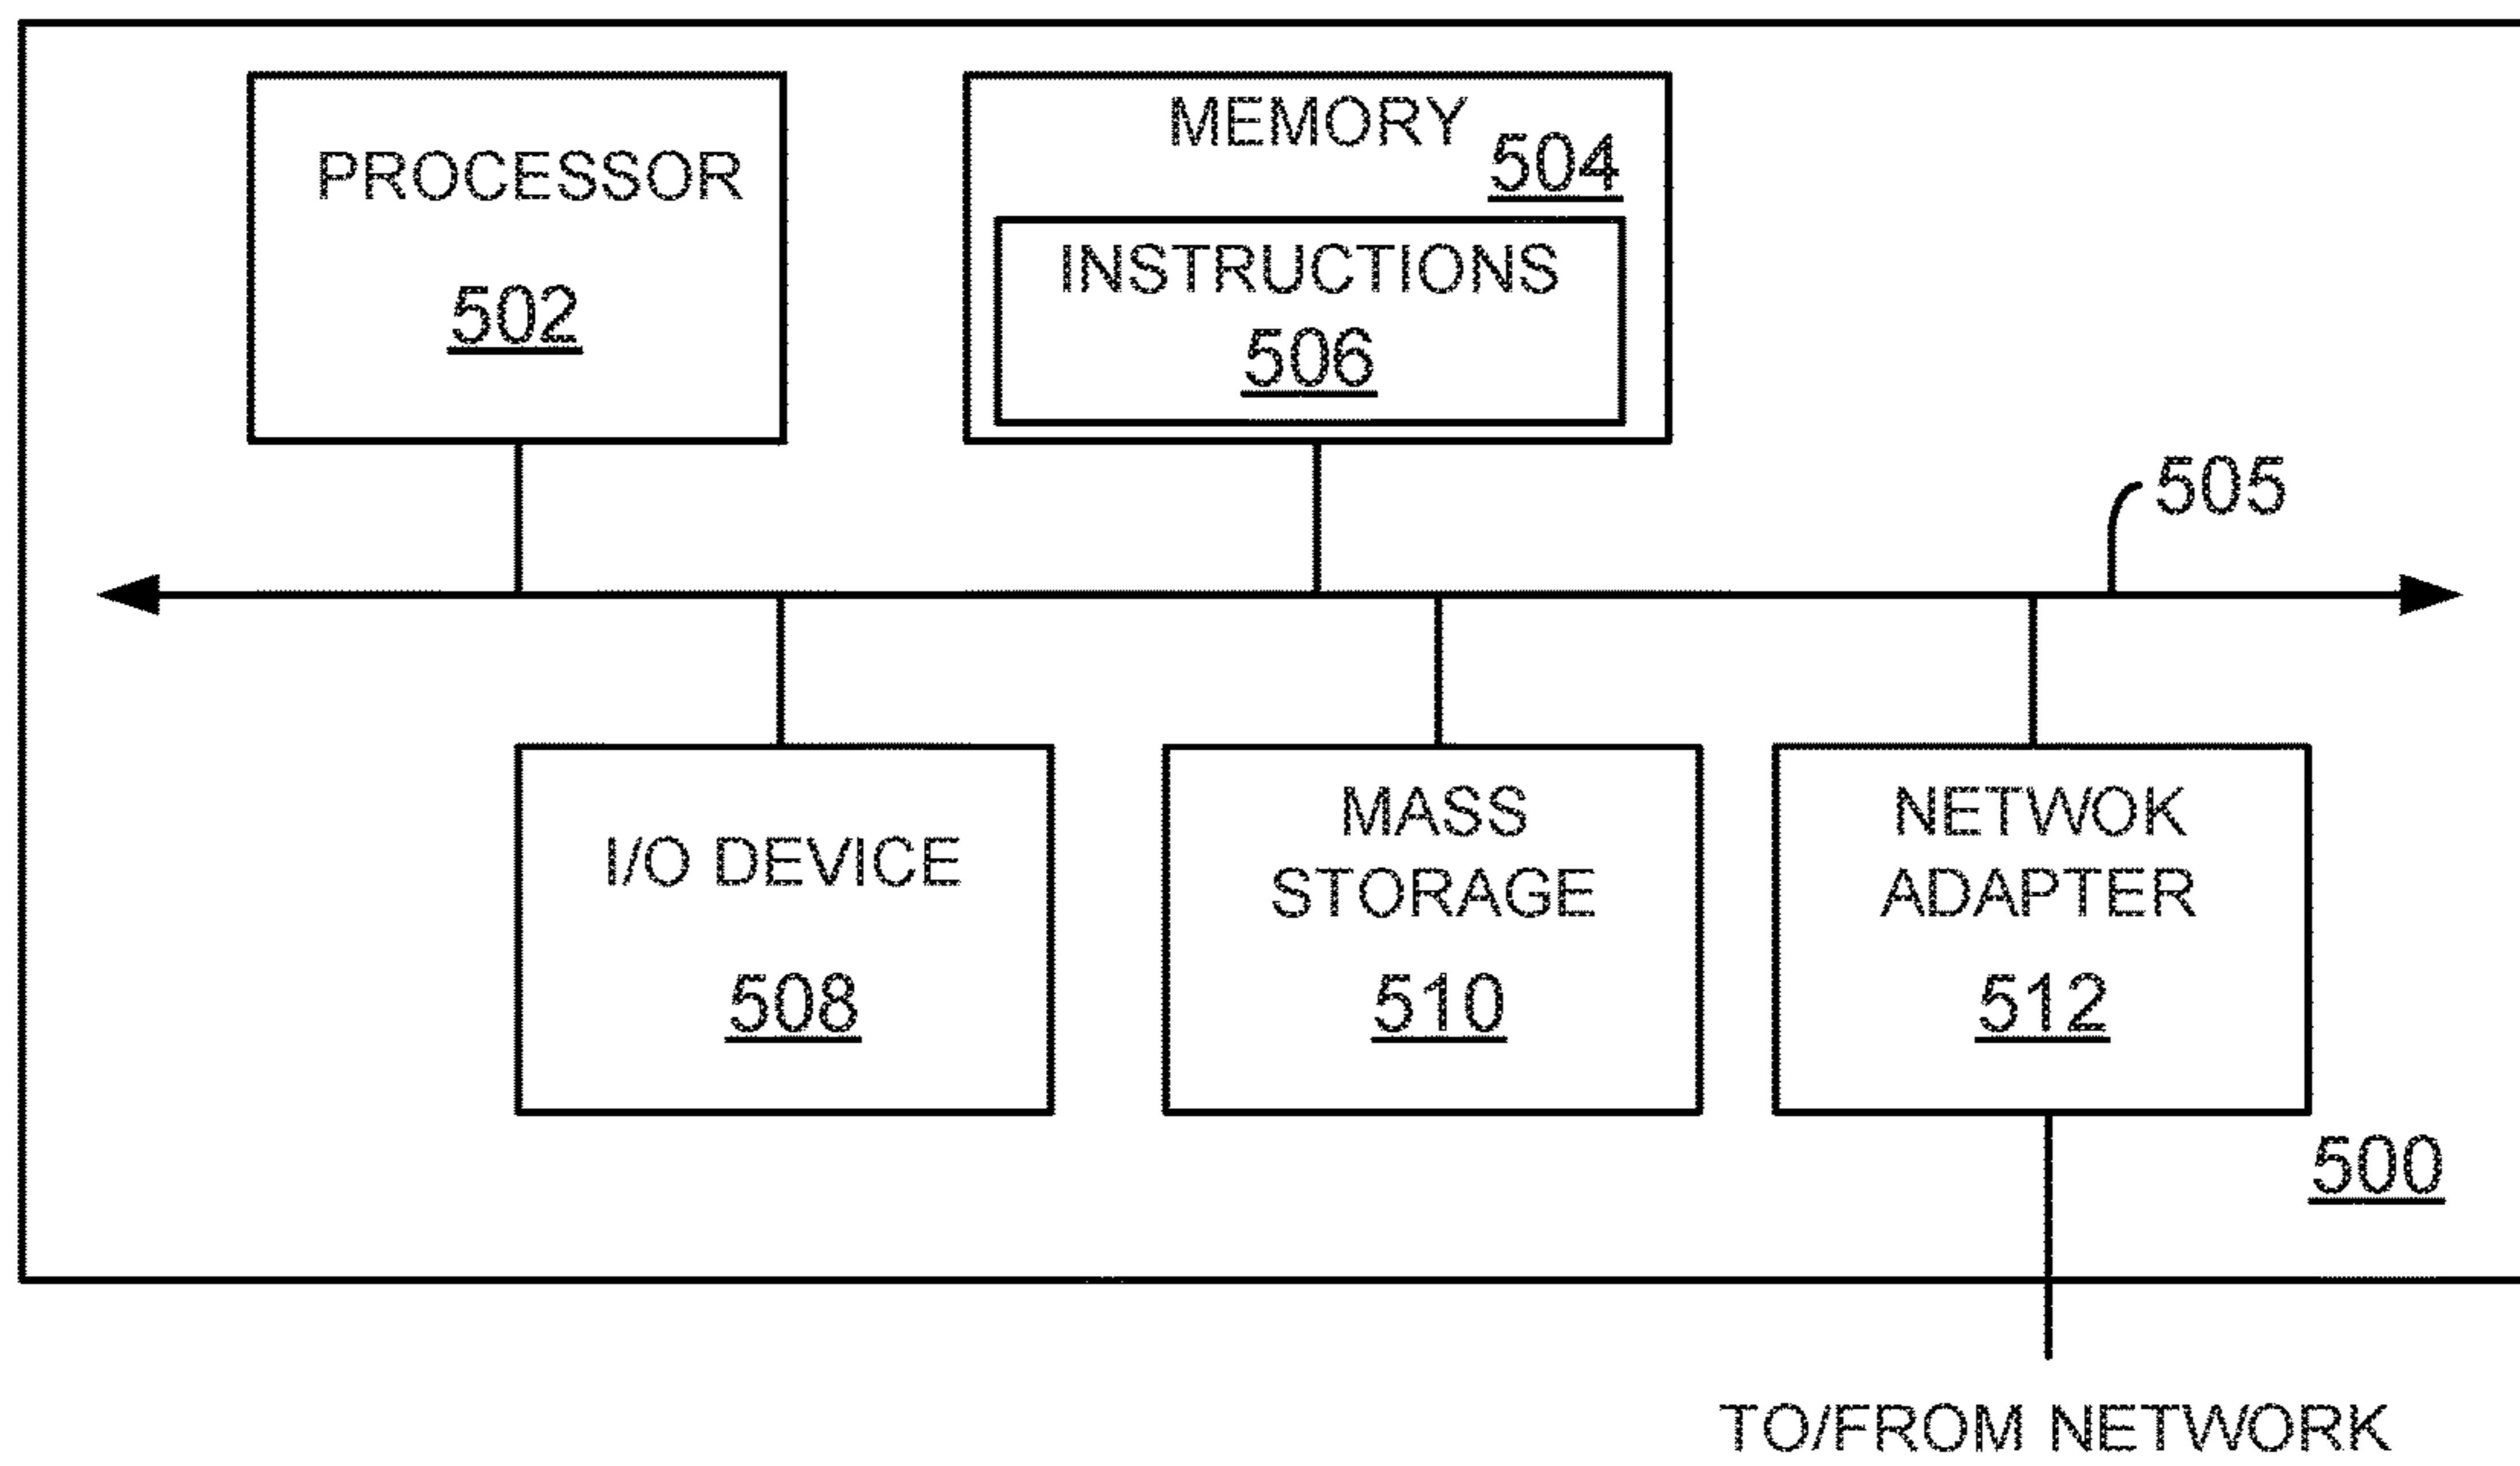 PROCESSOR
502
MEMORY
504
INSTRUCTIONS
506
505
I/O DEVICE
508
MASS
STORAGE
510
NETWOK
ADAPTER
512
500
TO/FROM NETWORK